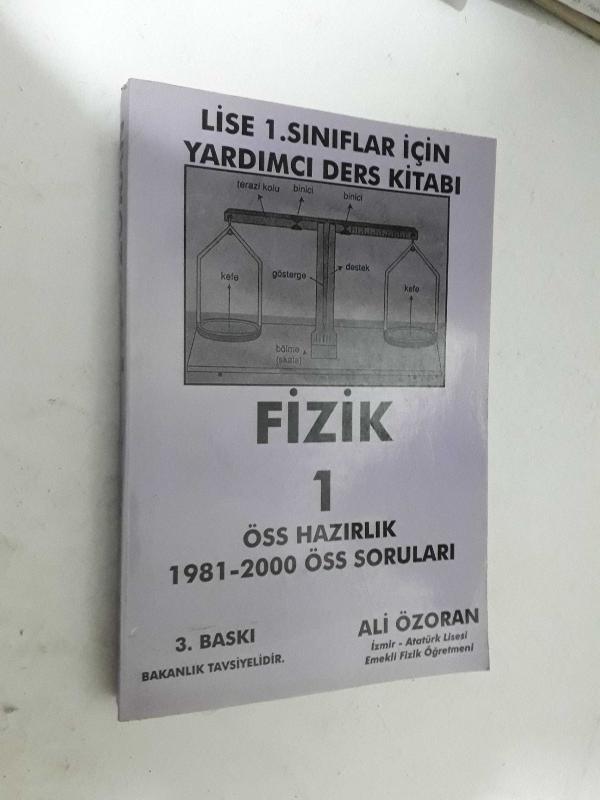 LİSE 1.SINIFLAR İÇİN
YARDIMCI DERS KİTABI
terazi kolu
binici
binici
kefe
gösterge
destek
kefe
bölme
(skala)
FİZİK
1
ÖSS HAZIRLIK
1981-2000 ÖSS SORULARI
3. BASKI
BAKANLIK TAVSİYELİDİR.
ALİ ÖZORAN
İzmir - Atatürk Lisesi
Emekli Fizik Öğretmeni